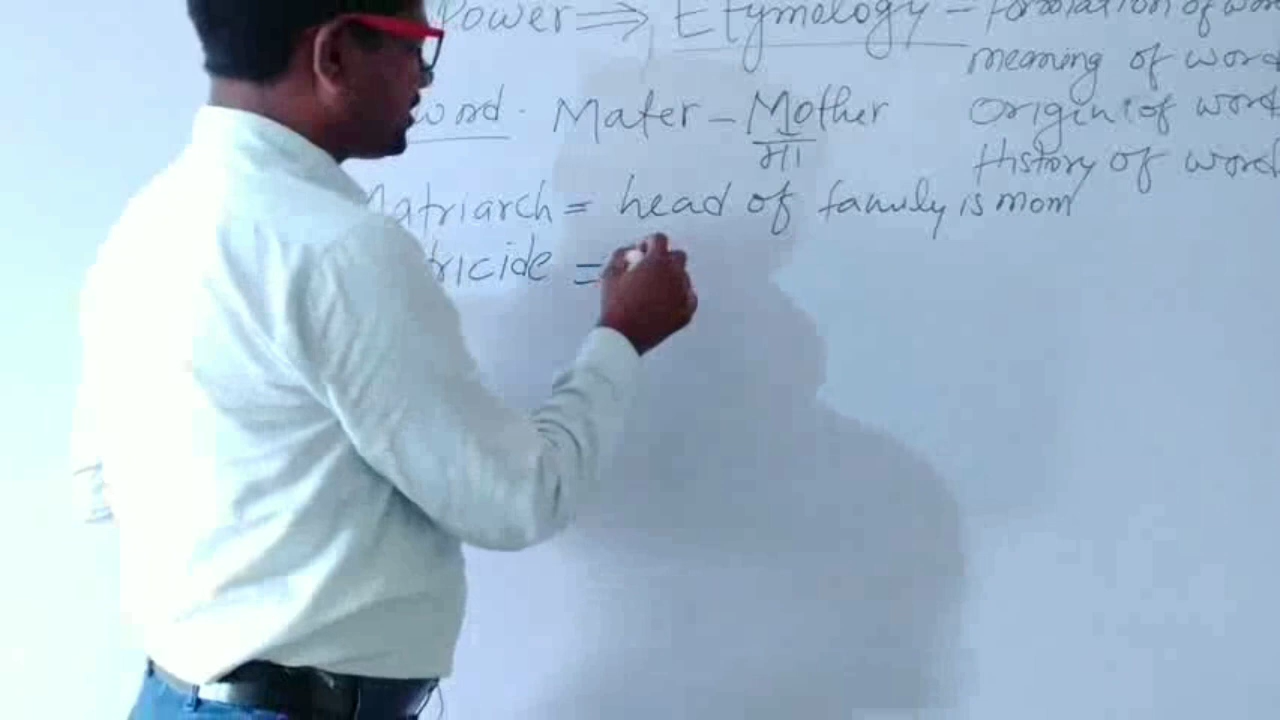 Power ⇒ Etymology - formation of wor
meaning of word
word. Mater - Mother
origin of word
मा
History of word
Matriarch = head of family is mom
tricide =